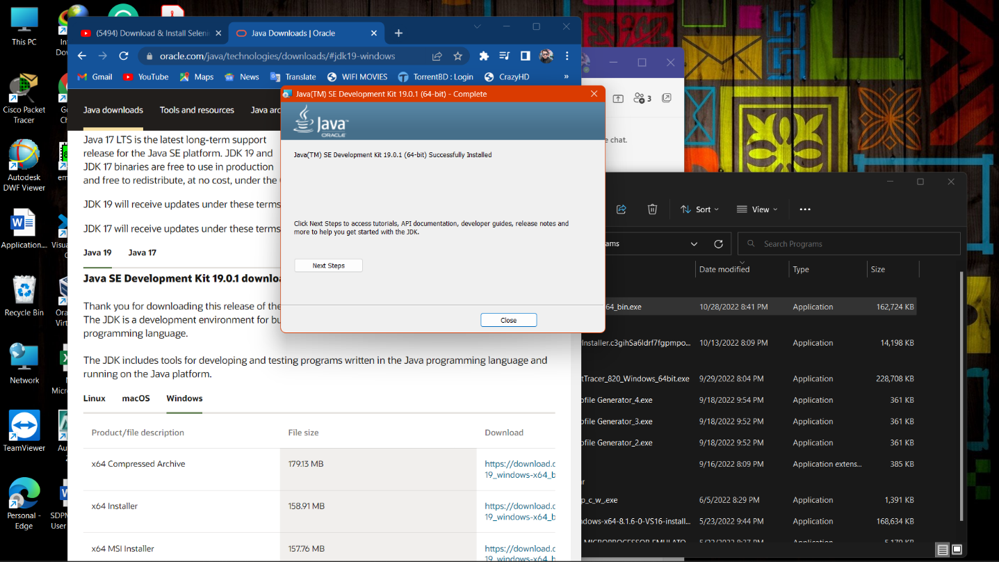 This PC
Cisco Packet
Tracer
Autodesk
DWF Viewer
Application....
Recycle Bin
Network
TeamViewer
Personal -
Edge
In
Dow
Go
Ch
em
Visua
C
Ora
Virt
N
Micro
Au
2
SDPM
User
(5494) Download & Install Seleni
Java Downloads | Oracle
oracle.com/java/technologies/downloads/#jdk19-windows
Gmail
YouTube
Maps
News
Translate
WIFI MOVIES
TorrentBD : Login
CrazyHD
»
Java downloads
Tools and resources
Java arc
Java 17 LTS is the latest long-term support
release for the Java SE platform. JDK 19 and
JDK 17 binaries are free to use in production
and free to redistribute, at no cost, under the
JDK 19 will receive updates under these terms
JDK 17 will receive updates under these terms
Java 19
Java 17
Java SE Development Kit 19.0.1 downloa
Thank you for downloading this release of the
The JDK is a development environment for bu
programming language.
The JDK includes tools for developing and testing programs written in the Java programming language and
running on the Java platform.
Linux
macOS
Windows
Product/file description
File size
Download
x64 Compressed Archive
179.13 MB
https://download.o
19_windows-x64_b
x64 Installer
158.91 MB
https://download.o
19_windows-x64_b
x64 MSI Installer
157.76 MB
https://download.o
19_windows-x64_b
Java(TM) SE Development Kit 19.0.1 (64-bit) - Complete
Java™
ORACLE
Java(TM) SE Development Kit 19.0.1 (64-bit) Successfully Installed
Click Next Steps to access tutorials, API documentation, developer guides, release notes and
more to help you get started with the JDK.
Next Steps
Close
3
e chat.
Sort
View
ams
Search Programs
Date modified
Type
Size
64_bin.exe
10/28/2022 8:41 PM
Application
162,724 KB
Installer.c3gihSa6ldrf7fgpmpo...
10/13/2022 8:09 PM
Application
14,198 KB
tTracer_820_Windows_64bit.exe
9/29/2022 8:04 PM
Application
228,708 KB
ofile Generator_4.exe
9/18/2022 9:54 PM
Application
361 KB
ofile Generator_3.exe
9/18/2022 9:52 PM
Application
361 KB
ofile Generator_2.exe
9/18/2022 9:52 PM
Application
361 KB
9/16/2022 8:09 PM
Application extens...
385 KB
ar
p_c_w_.exe
6/5/2022 8:29 PM
Application
1,391 KB
ndows-x64-8.1.6-0-VS16-install...
5/23/2022 9:44 PM
Application
168,634 KB
MICROPROCESSOR EMULATO
5/22/2022 8:37 PM
Application
5,179 KB